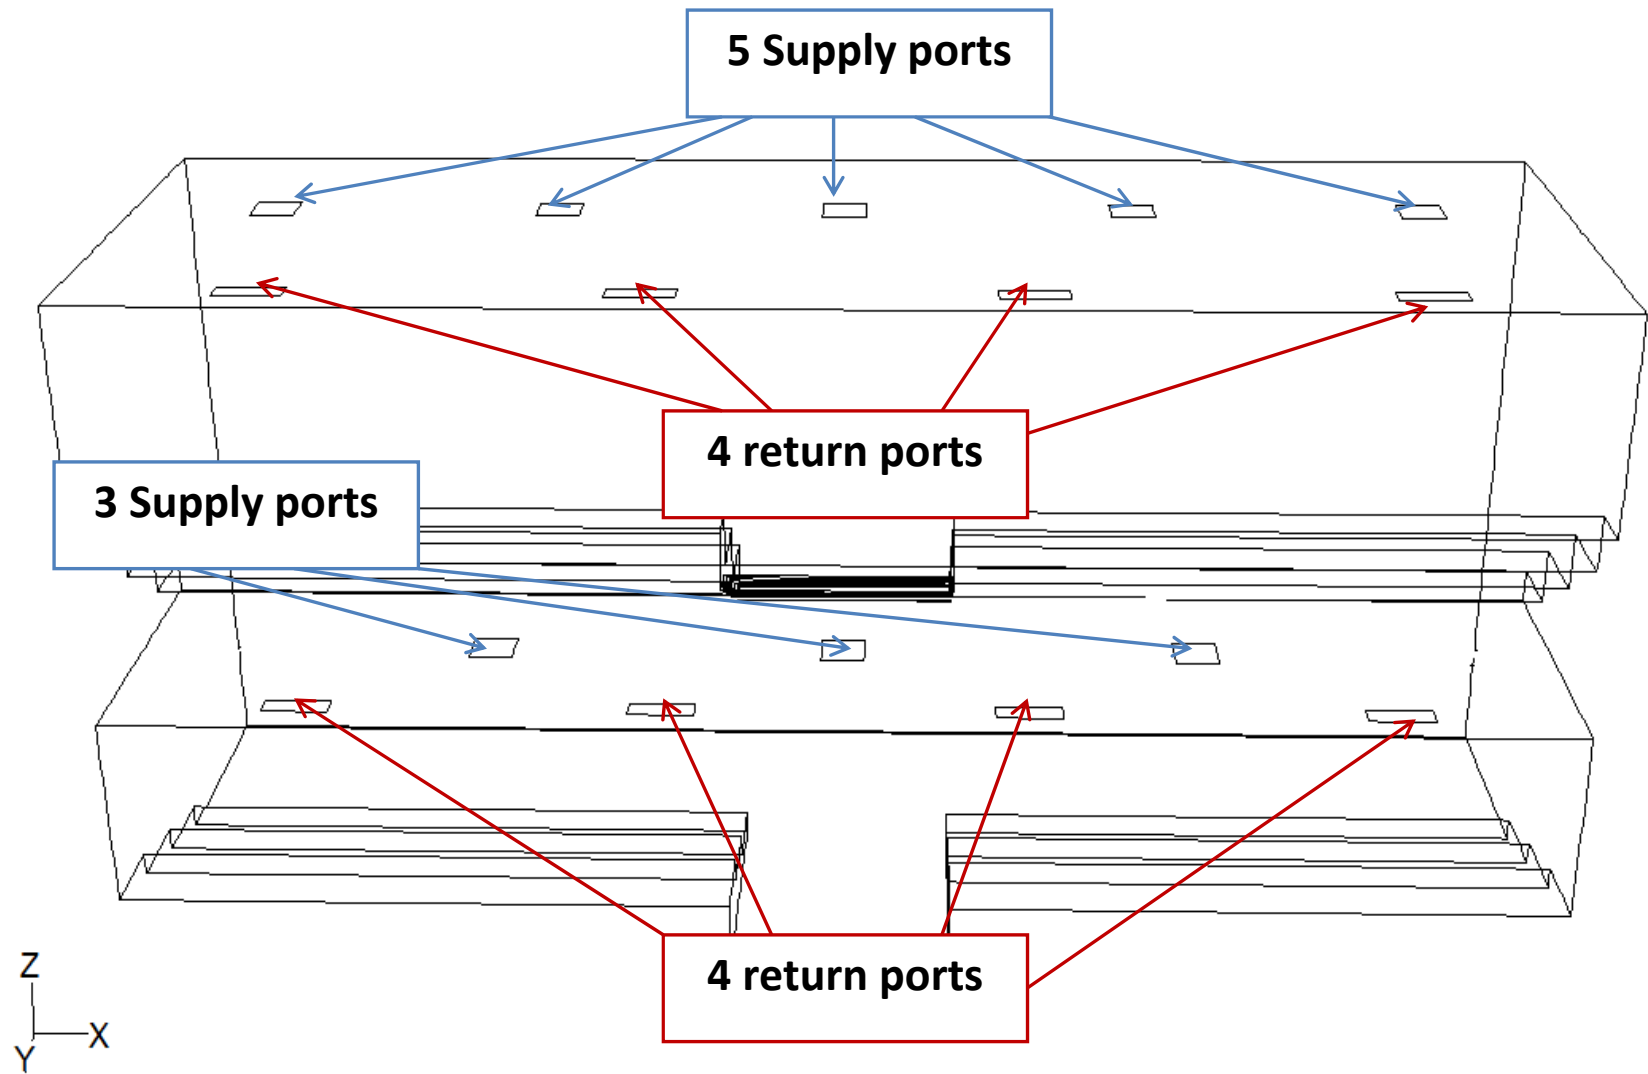 5 Supply ports
4 return ports
3 Supply ports
4 return ports
Z
X
Y